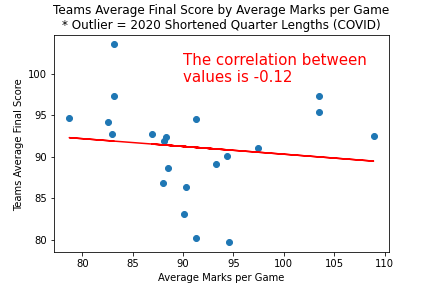 Teams Average Final Score by Average Marks per Game
* Outlier = 2020 Shortened Quarter Lengths (COVID)
The correlation between
values is -0.12
Teams Average Final Score
100
95
90
85
80
80
85
90
95
100
105
110
Average Marks per Game